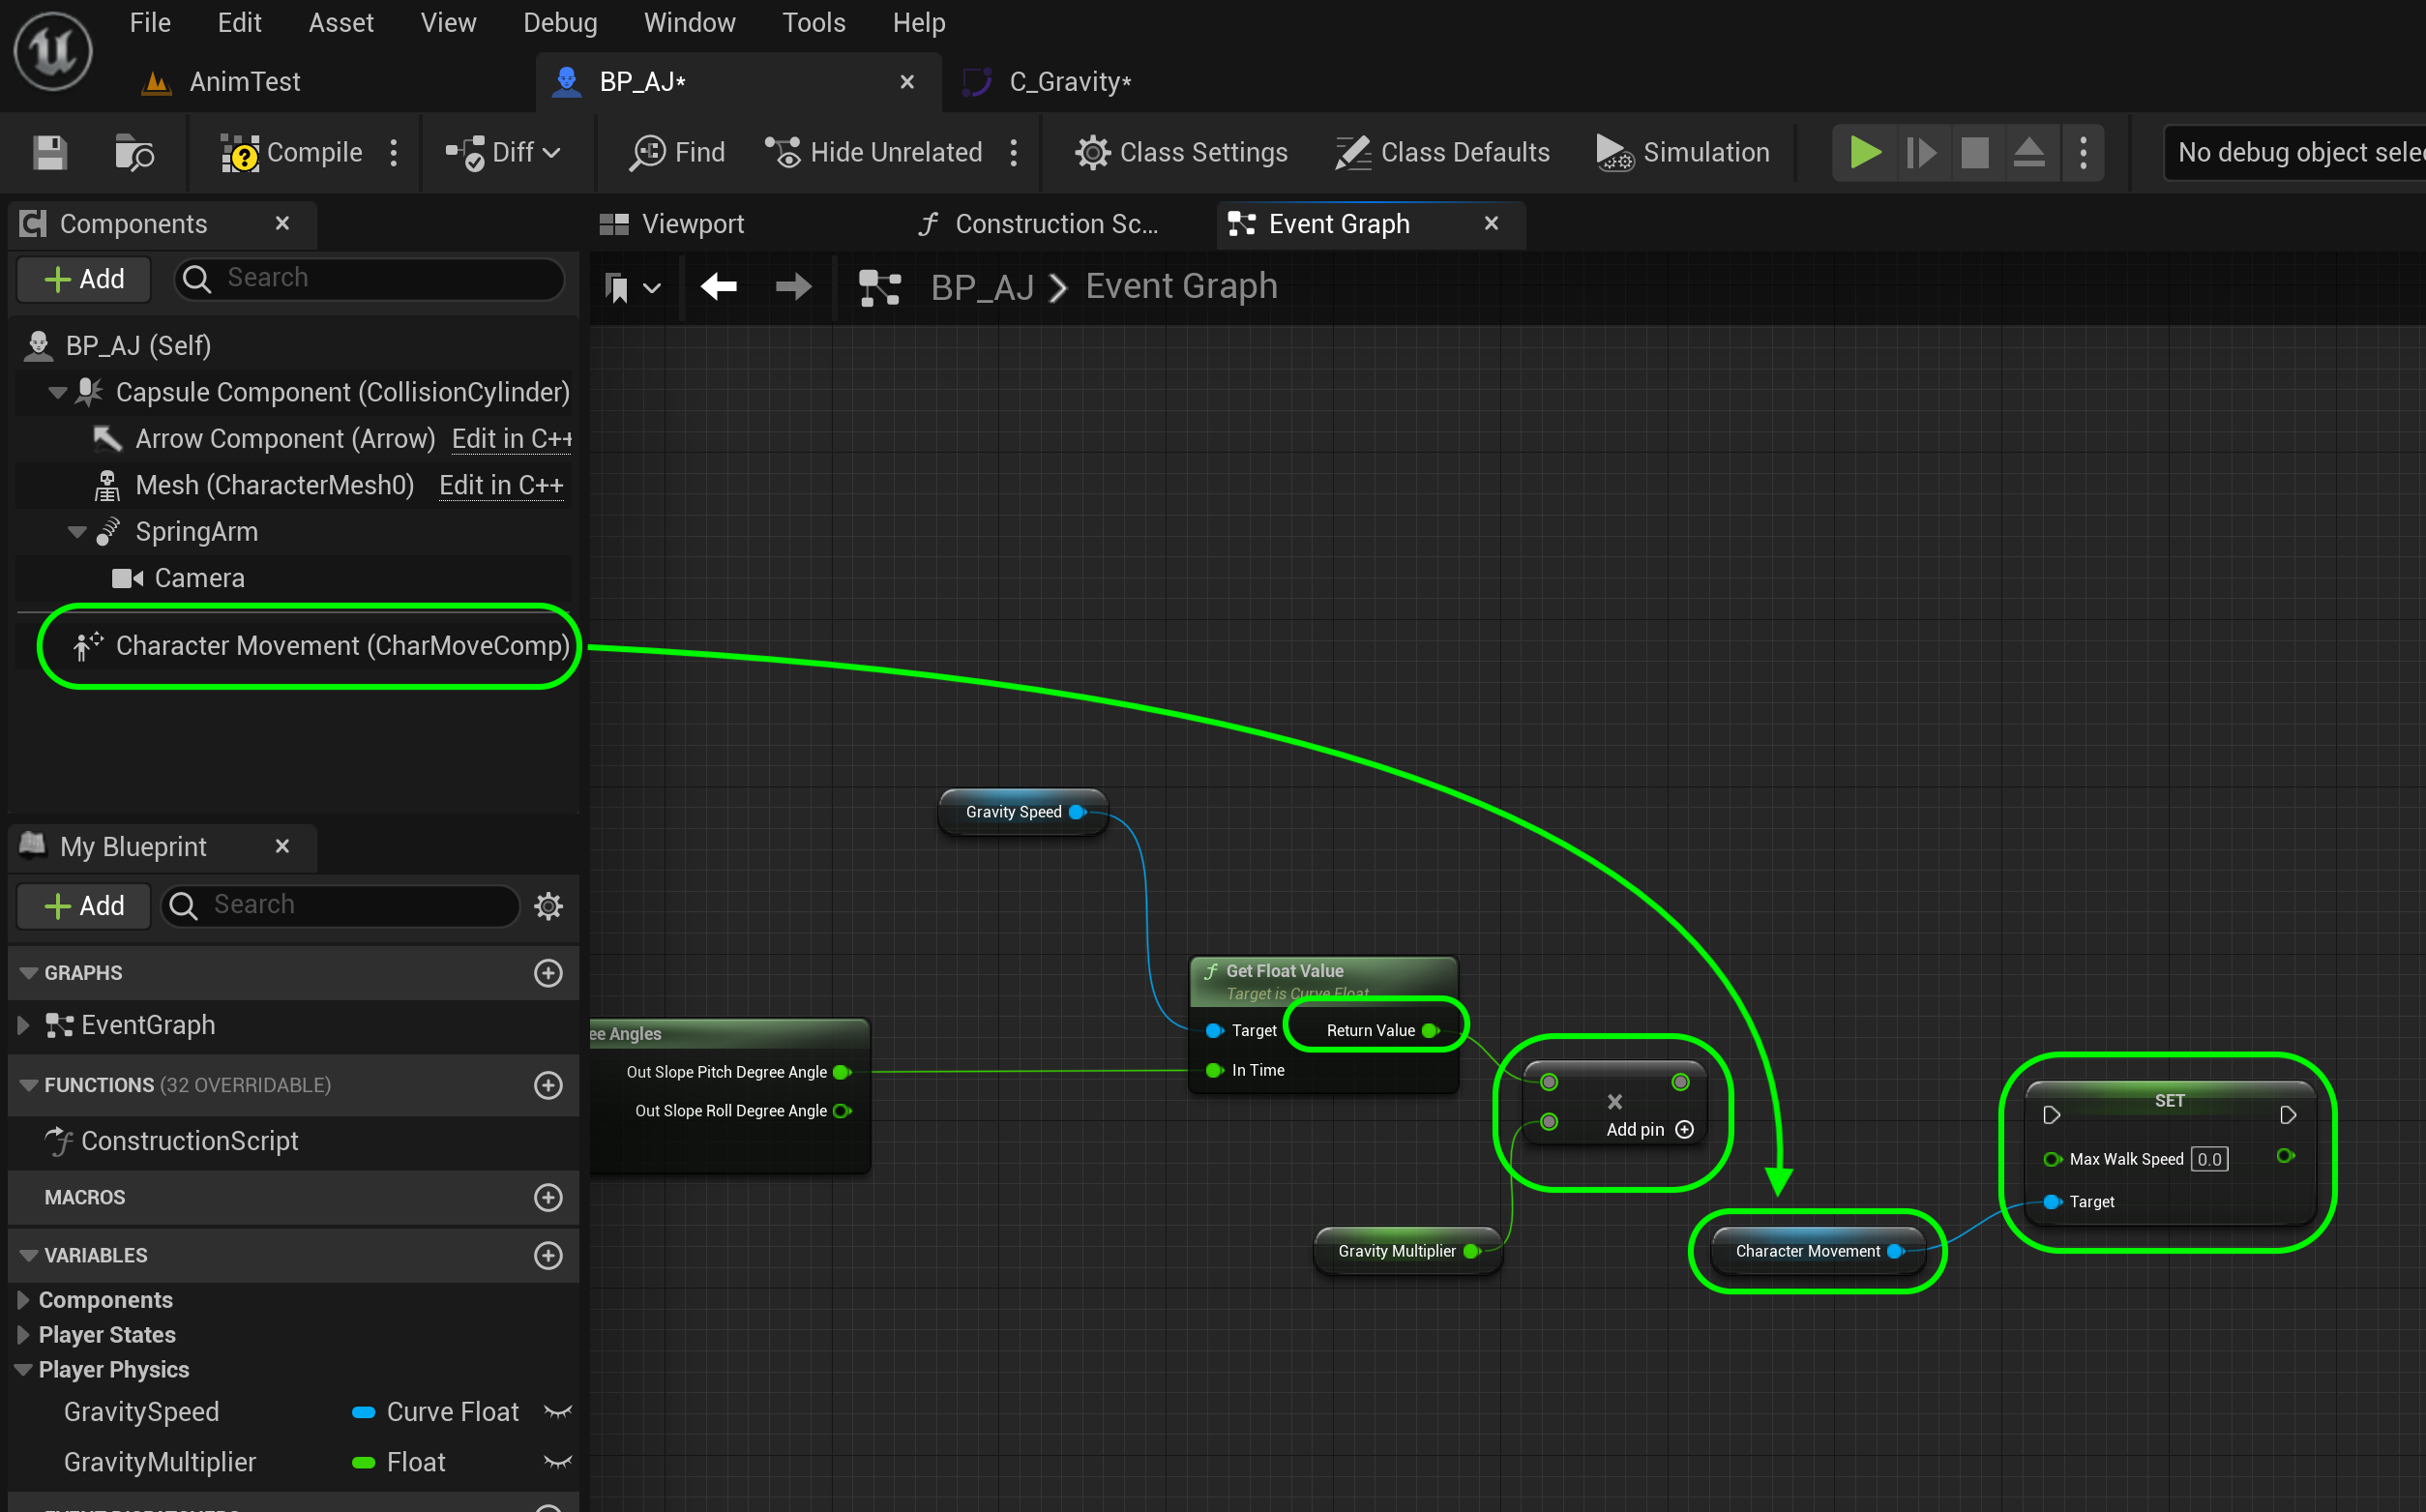 File Edit Asset View Debug Window Tools Help
AnimTest BP_AJ* C_Gravity*
Compile Diff Find Hide Unrelated Class Settings Class Defaults Simulation No debug object sele
Components Viewport Construction Sc... Event Graph
Add Search BP_AJ > Event Graph
BP_AJ (Self)
Capsule Component (CollisionCylinder)
Arrow Component (Arrow) Edit in C++
Mesh (CharacterMesh0) Edit in C++
SpringArm
Camera
Character Movement (CharMoveComp)
My Blueprint
Add Search
GRAPHS
EventGraph
FUNCTIONS (32 OVERRIDABLE)
ConstructionScript
MACROS
VARIABLES
Components
Player States
Player Physics
GravitySpeed Curve Float
GravityMultiplier Float
Gravity Speed
Get Float Value
Target is Curve Float
Target Return Value
In Time
ee Angles
Out Slope Pitch Degree Angle
Out Slope Roll Degree Angle
Add pin
Gravity Multiplier
Character Movement
SET
Max Walk Speed 0.0
Target